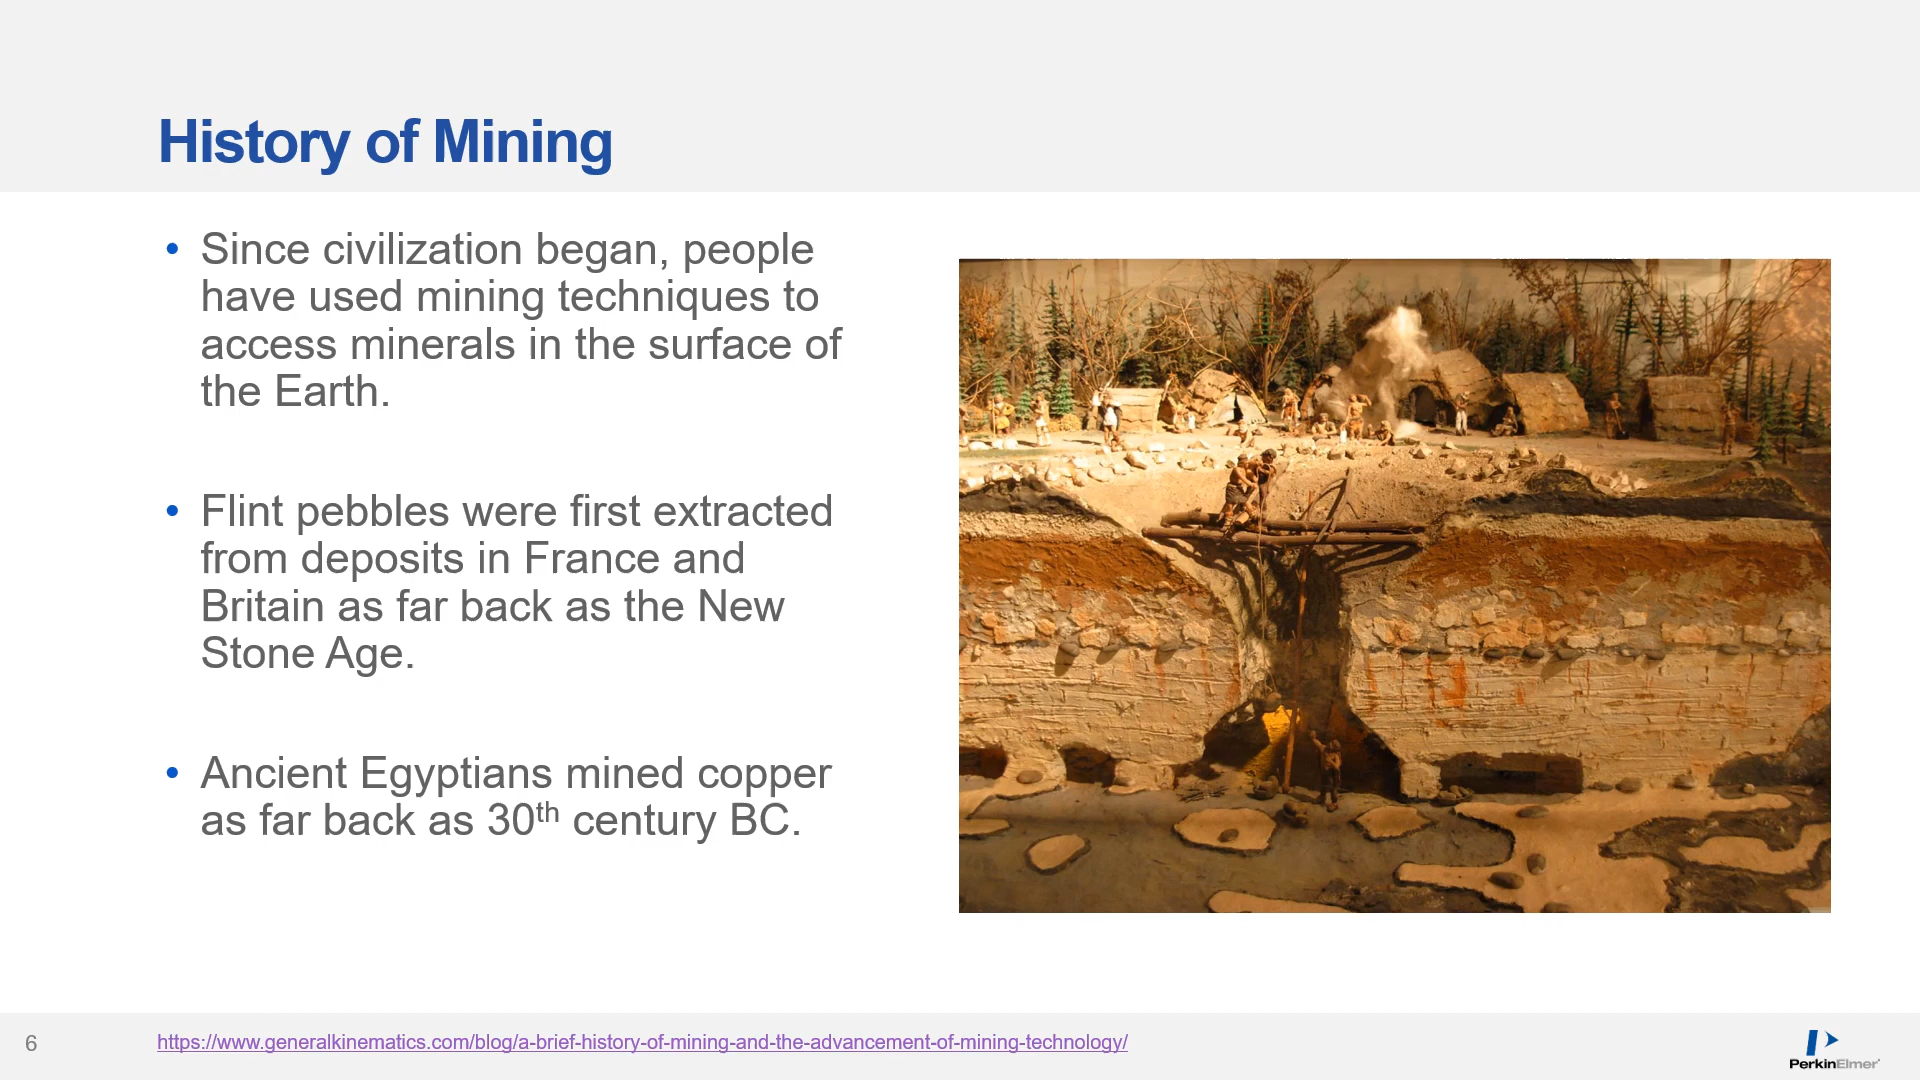 History of Mining
• Since civilization began, people
have used mining techniques to
access minerals in the surface of
the Earth.
• Flint pebbles were first extracted
from deposits in France and
Britain as far back as the New
Stone Age.
• Ancient Egyptians mined copper
as far back as 30th century BC.
6
https://www.generalkinematics.com/blog/a-brief-history-of-mining-and-the-advancement-of-mining-technology/
PerkinElmer